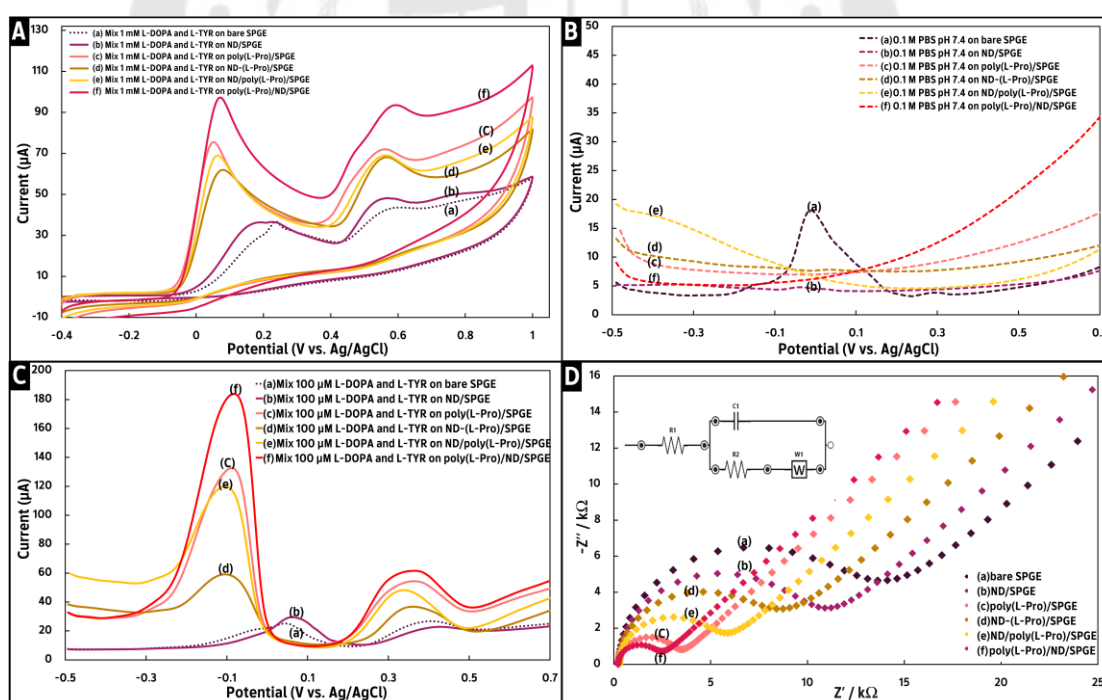 A
130
110
90
70
50
30
10
-10
Current (µA)
(a) Mix 1 mM L-DOPA and L-TYR on bare SPGE
(b) Mix 1 mM L-DOPA and L-TYR on ND/SPGE
(c) Mix 1 mM L-DOPA and L-TYR on poly(L-Pro)/SPGE
(d) Mix 1 mM L-DOPA and L-TYR on ND-(L-Pro)/SPGE
(e) Mix 1 mM L-DOPA and L-TYR on ND/poly(L-Pro)/SPGE
(f) Mix 1 mM L-DOPA and L-TYR on poly(L-Pro)/ND/SPGE
(f)
(C)
(e)
(d)
(b)
(a)
-0.4 -0.2 0 0.2 0.4 0.6 0.8 1
Potential (V vs. Ag/AgCl)
B
50
45
40
35
30
25
20
15
10
5
0
Current (µA)
(a) 0.1 M PBS pH 7.4 on bare SPGE
(b) 0.1 M PBS pH 7.4 on ND/SPGE
(c) 0.1 M PBS pH 7.4 on poly(L-Pro)/SPGE
(d) 0.1 M PBS pH 7.4 on ND-(L-Pro)/SPGE
(e) 0.1 M PBS pH 7.4 on ND/poly(L-Pro)/SPGE
(f) 0.1 M PBS pH 7.4 on poly(L-Pro)/ND/SPGE
(e)
(a)
(d)
(c)
(f)
(b)
-0.5 -0.3 -0.1 0.1 0.3 0.5
Potential (V vs. Ag/AgCl)
C
200
180
160
140
120
100
80
60
40
20
0
Current (µA)
(a)Mix 100 µM L-DOPA and L-TYR on bare SPGE
(b)Mix 100 µM L-DOPA and L-TYR on ND/SPGE
(c)Mix 100 µM L-DOPA and L-TYR on poly(L-Pro)/SPGE
(d)Mix 100 µM L-DOPA and L-TYR on ND-(L-Pro)/SPGE
(e)Mix 100 µM L-DOPA and L-TYR on ND/poly(L-Pro)/SPGE
(f)Mix 100 µM L-DOPA and L-TYR on poly(L-Pro)/ND/SPGE
(f)
(C)
(e)
(d)
(b)
(a)
-0.5 -0.3 -0.1 0.1 0.3 0.5 0.7
Potential (V vs. Ag/AgCl)
D
16
14
12
10
8
6
4
2
0
-Z'' / kΩ
C1
R1
R2
W1
W
(a)
(b)
(d)
(e)
(C)
(f)
(a)bare SPGE
(b)ND/SPGE
(c)poly(L-Pro)/SPGE
(d)ND-(L-Pro)/SPGE
(e)ND/poly(L-Pro)/SPGE
(f)poly(L-Pro)/ND/SPGE
0 5 10 15 20 25
Z' / kΩ